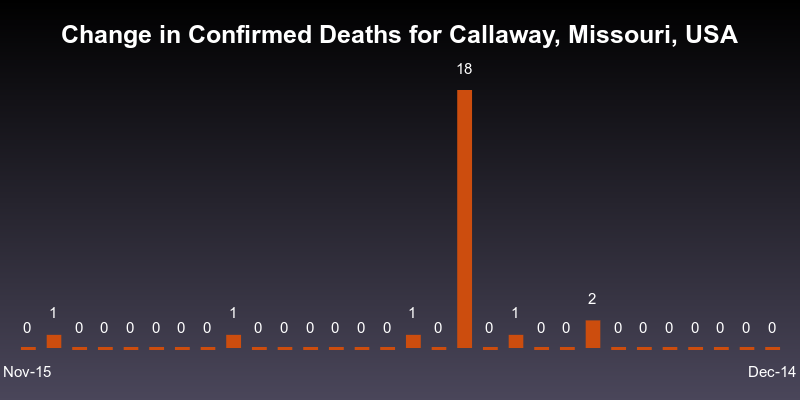 Change in Confirmed Deaths for Callaway, Missouri, USA
18
2
1 1 1 1
0 0 0 0 0 0 0 0 0 0 0 0 0 0 0 0 0 0 0 0 0 0 0 0 0
Nov-15 Dec-14